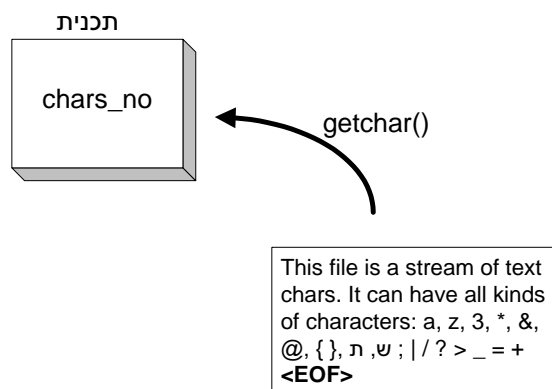 תכנית
chars_no
getchar()
This file is a stream of text
chars. It can have all kinds
of characters: a, z, 3, *, &,
@, { }, ש, ת ; | / ? > _ = +
<EOF>